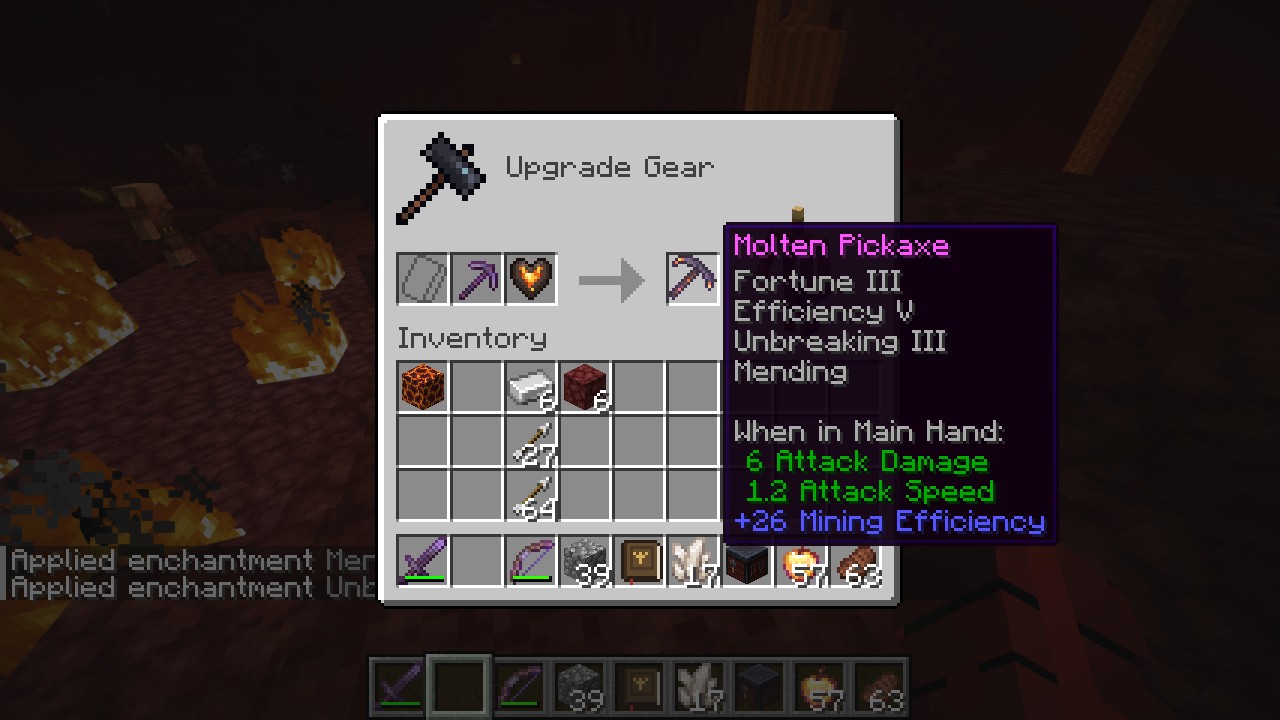 Upgrade Gear
Molten Pickaxe
Fortune III
Efficiency V
Unbreaking III
Mending
When in Main Hand:
6 Attack Damage
1.2 Attack Speed
+26 Mining Efficiency
Inventory
6 6
27
64
39 17 57 63
Applied enchantment Men
Applied enchantment Unb
39 17 57 63